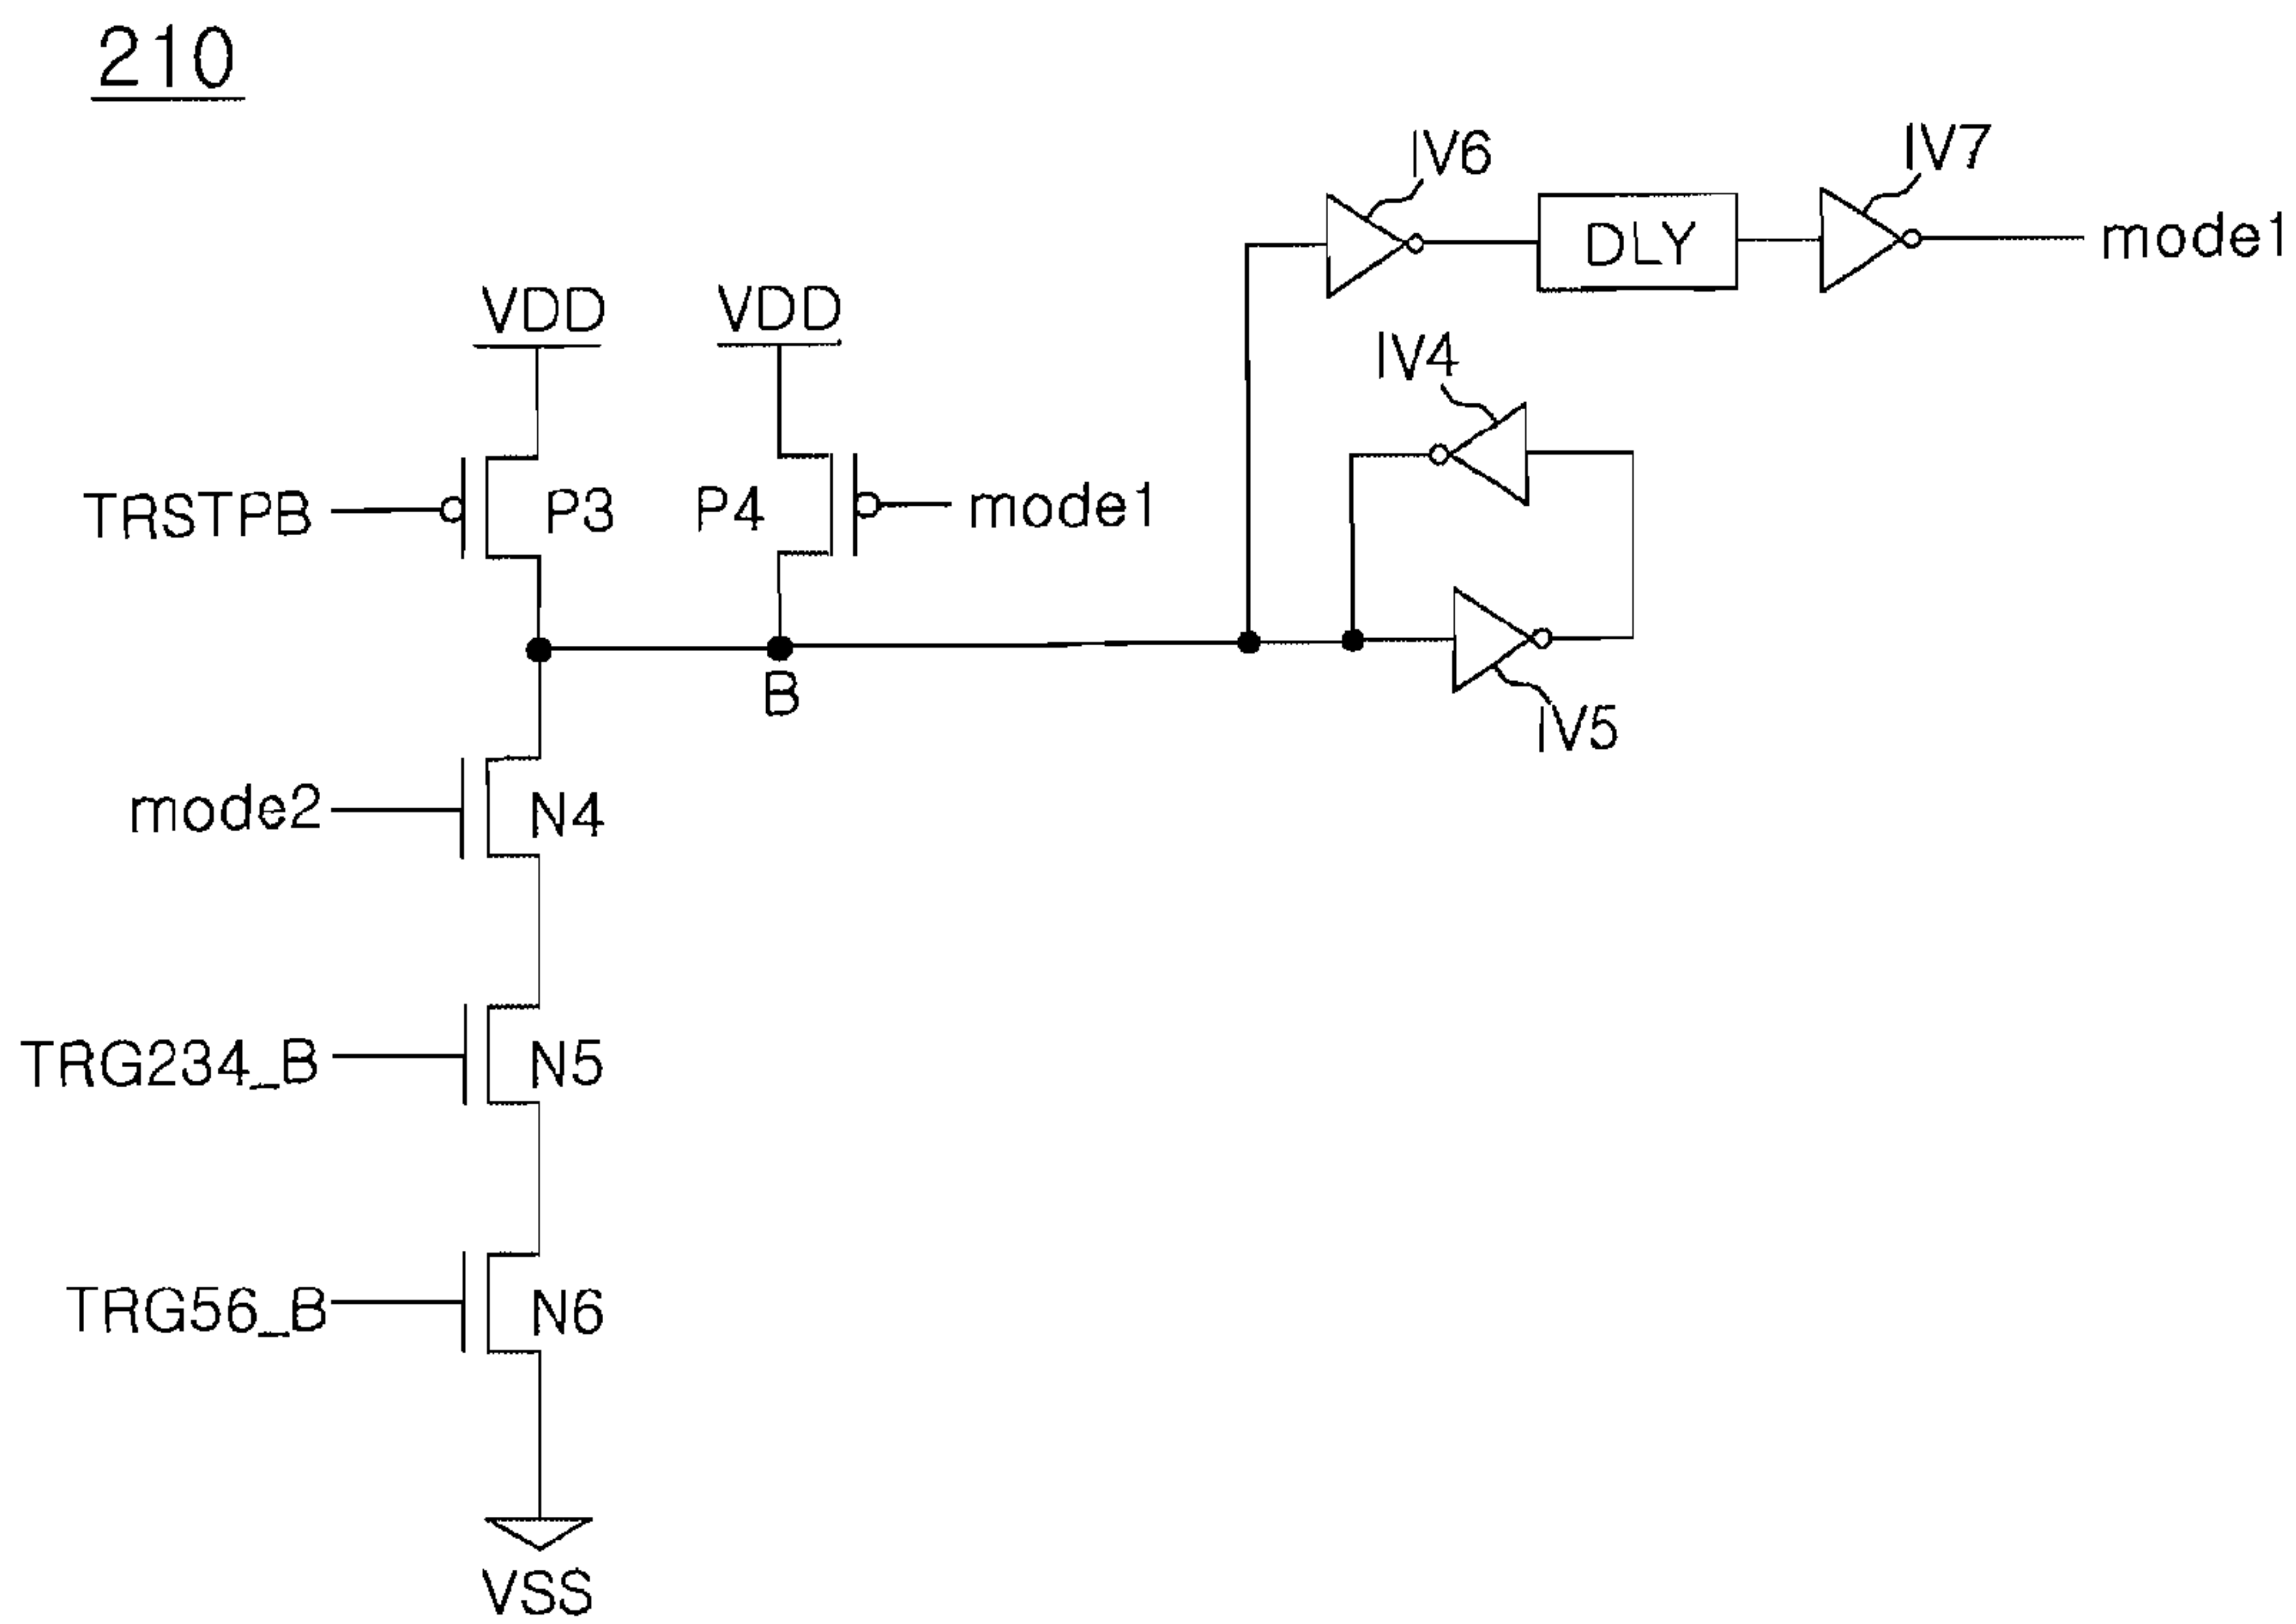 210
IV6
IV7
DLY
mode1
VDD
VDD
IV4
TRSTPB
P3
P4
mode1
B
IV5
mode2
N4
TRG234_B
N5
TRG56_B
N6
VSS